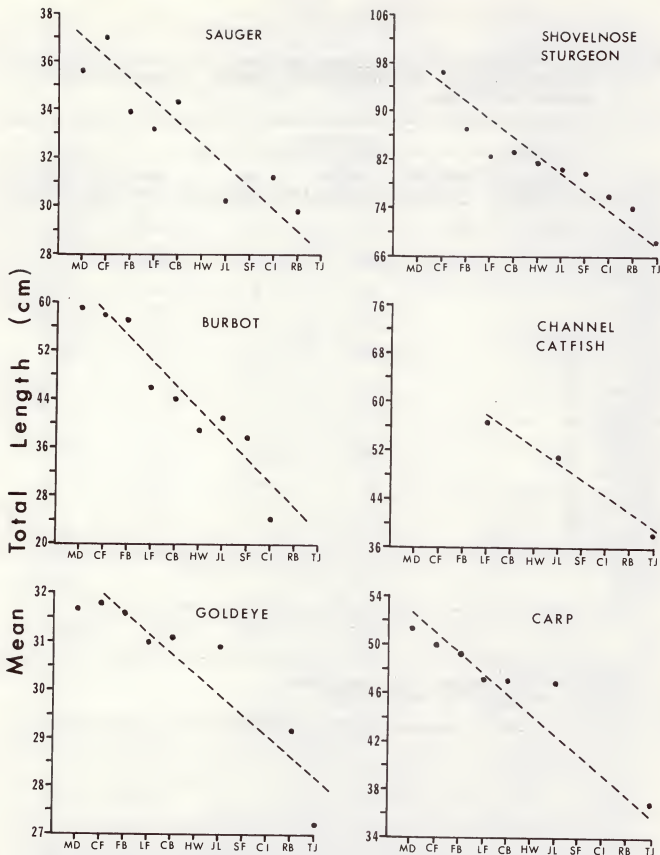 Mean Total Length (cm)
SAUGER
38
36
34
32
30
28
MD CF FB LF CB HW JL SF CI RB TJ
SHOVELNOSE
STURGEON
106
98
90
82
74
66
MD CF FB LF CB HW JL SF CI RB TJ
BURBOT
60
52
44
36
28
20
MD CF FB LF CB HW JL SF CI RB TJ
CHANNEL
CATFISH
76
68
60
52
44
36
MD CF FB LF CB HW JL SF CI RB TJ
GOLDEYE
32
31
30
29
28
27
MD CF FB LF CB HW JL SF CI RB TJ
CARP
54
50
46
42
38
34
MD CF FB LF CB HW JL SF CI RB TJ